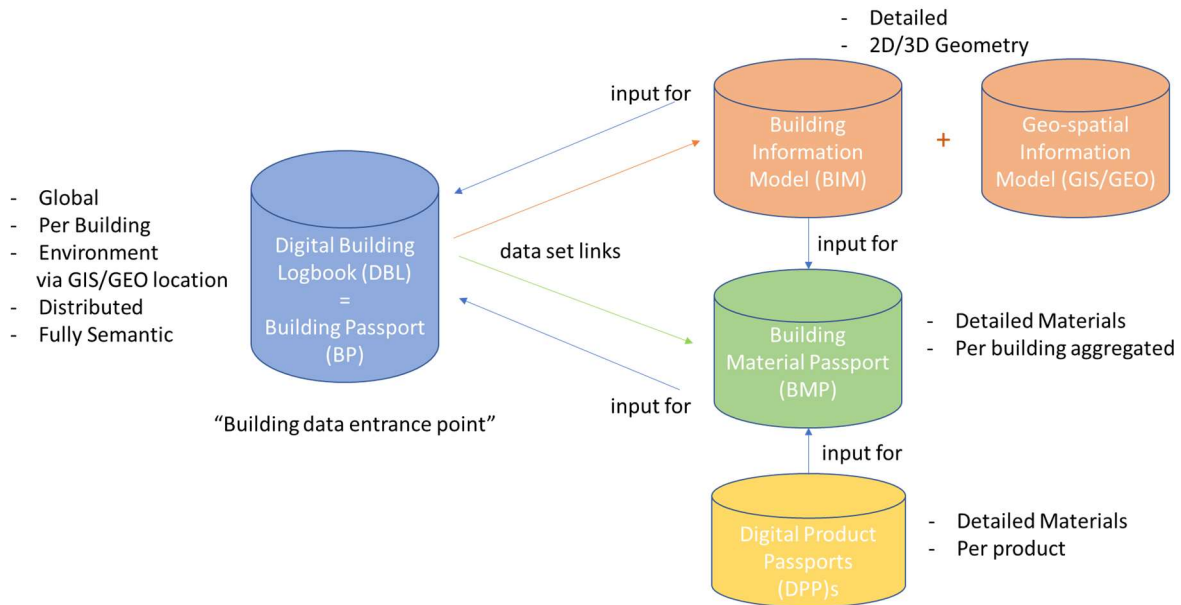 - Detailed
- 2D/3D Geometry
input for
Building
Information
Model (BIM)
+
Geo-spatial
Information
Model (GIS/GEO)
- Global
- Per Building
- Environment
via GIS/GEO location
- Distributed
- Fully Semantic
Digital Building
Logbook (DBL)
=
Building Passport
(BP)
data set links
input for
Building
Material Passport
(BMP)
- Detailed Materials
- Per building aggregated
input for
“Building data entrance point”
input for
Digital Product
Passports
(DPP)s
- Detailed Materials
- Per product